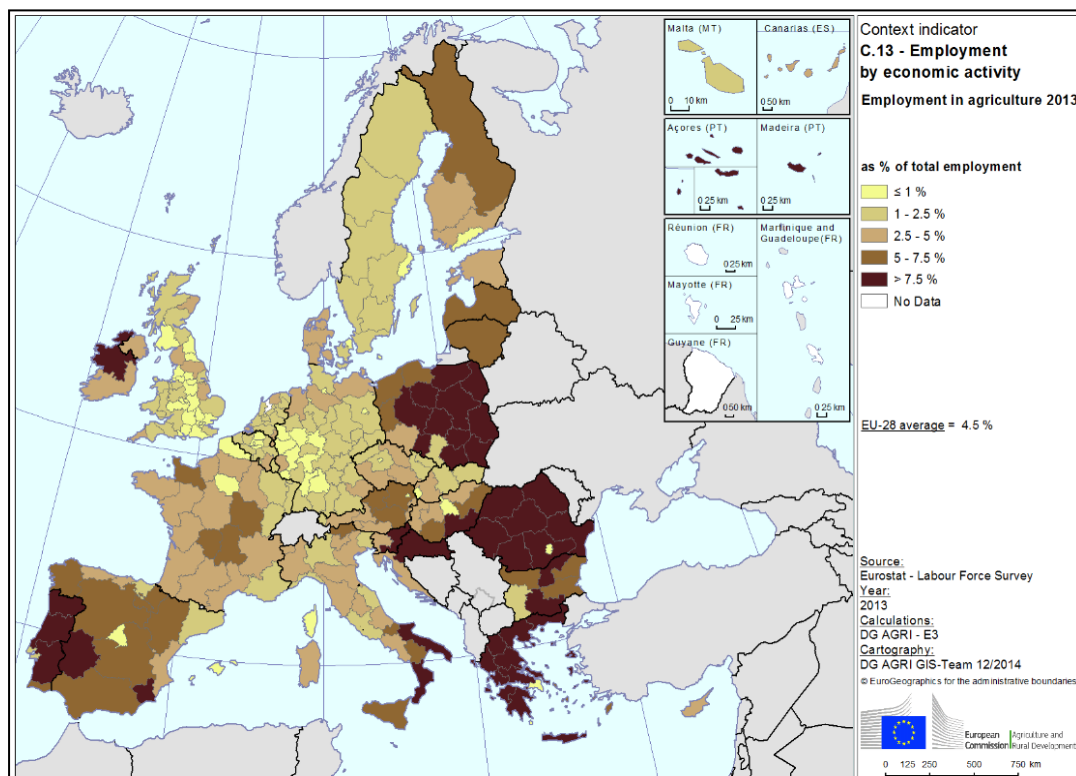 Malta (MT)
0 10 km
Canarias (ES)
0 50 km
Açores (PT)
0 25 km
Madeira (PT)
0 25 km
Réunion (FR)
0 25 km
Mayotte (FR)
0 25 km
Guyane (FR)
0 50 km
Martinique and
Guadeloupe(FR)
0 25 km
Context indicator
C.13 - Employment
by economic activity
Employment in agriculture 2013
as % of total employment
≤ 1 %
1 - 2.5 %
2.5 - 5 %
5 - 7.5 %
> 7.5 %
No Data
EU-28 average = 4.5 %
Source:
Eurostat - Labour Force Survey
Year:
2013
Calculations:
DG AGRI - E3
Cartography:
DG AGRI GIS-Team 12/2014
© EuroGeographics for the administrative boundaries
European Commission
Agriculture and Rural Development
0 125 250 500 750 km